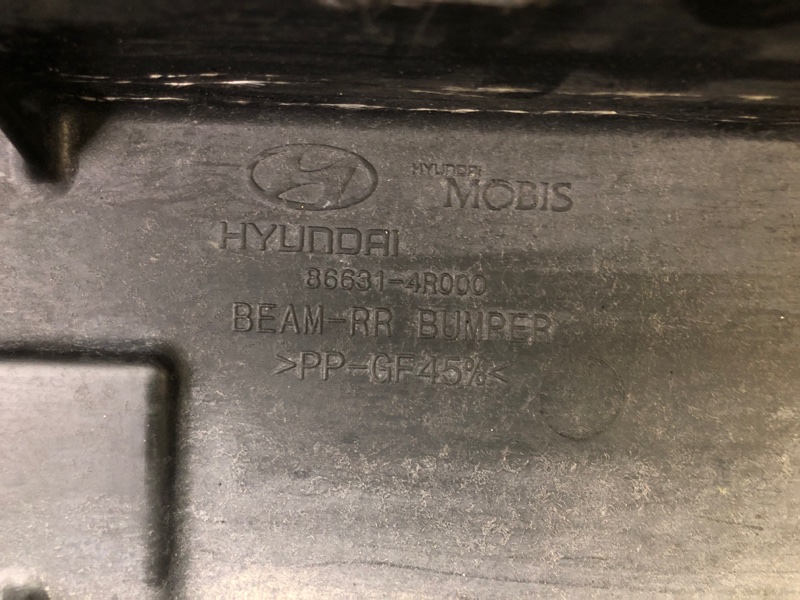 HYUNDAI
MOBIS
HYUNDAI
86631-4R000
BEAM-RR BUMPER
>PP-GF45%<